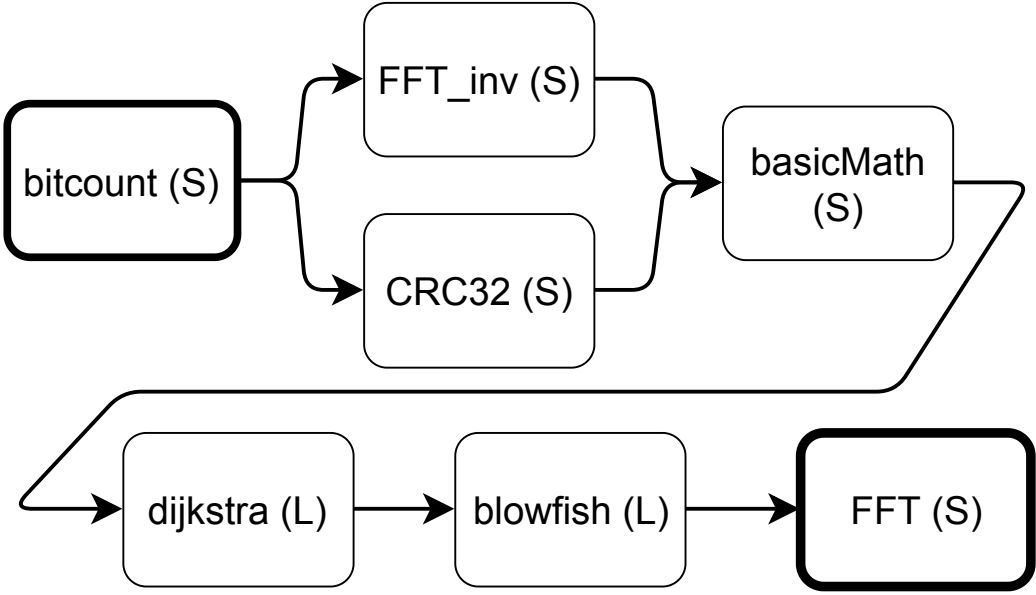 bitcount (S)
FFT_inv (S)
CRC32 (S)
basicMath
(S)
dijkstra (L)
blowfish (L)
FFT (S)